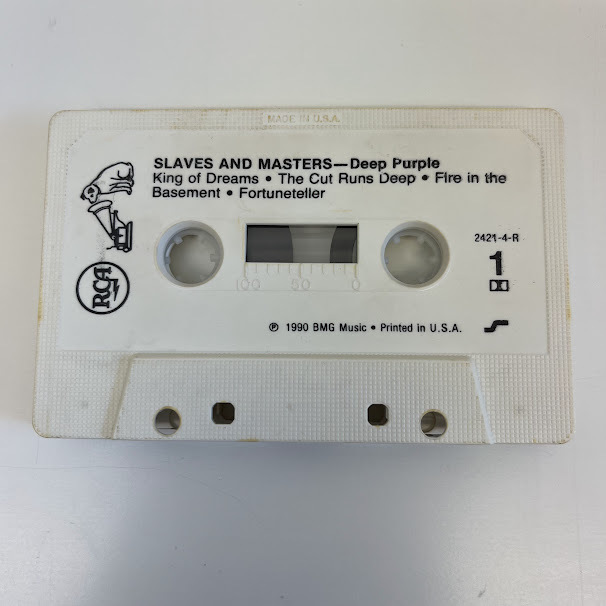 MADE IN U.S.A.
SLAVES AND MASTERS—Deep Purple
King of Dreams • The Cut Runs Deep • Fire in the
Basement • Fortuneteller
2421-4-R
1
RCA
100 50 0
℗ 1990 BMG Music • Printed in U.S.A.